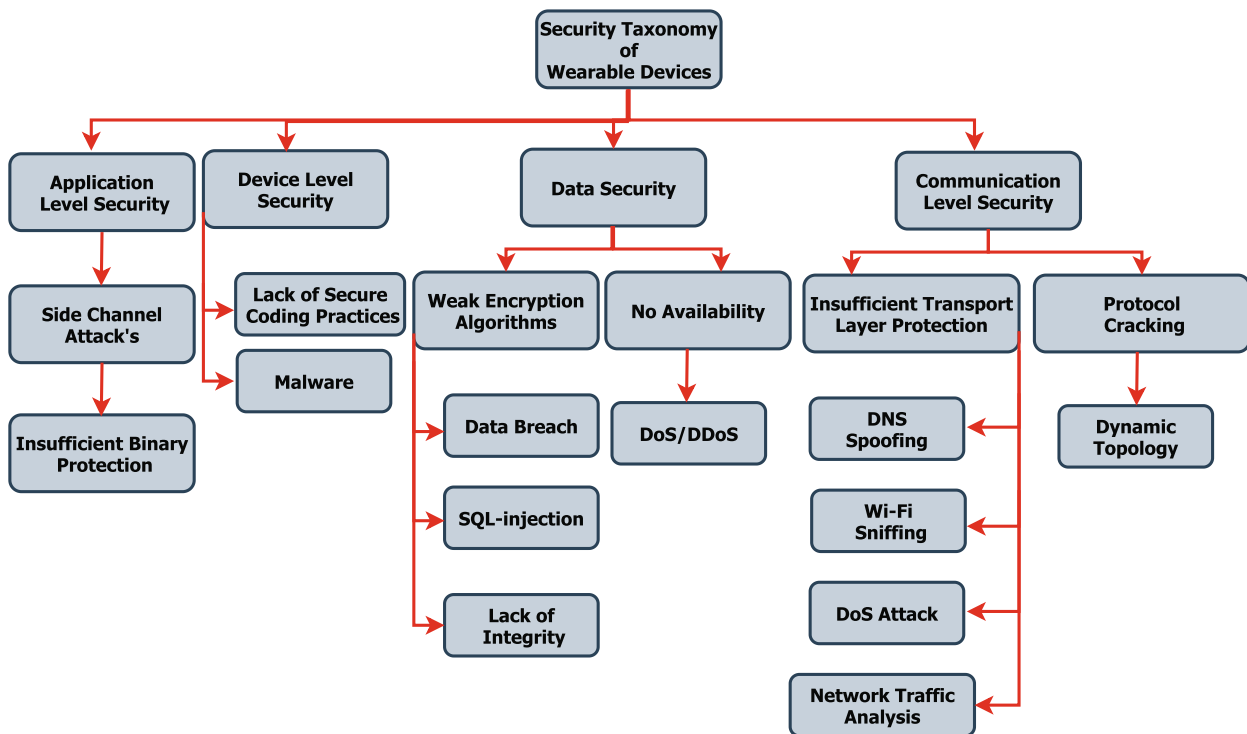 Security Taxonomy
of
Wearable Devices
Application
Level Security
Device Level
Security
Data Security
Communication
Level Security
Side Channel
Attack's
Insufficient Binary
Protection
Lack of Secure
Coding Practices
Malware
Weak Encryption
Algorithms
No Availability
Data Breach
SQL-injection
Lack of
Integrity
DoS/DDoS
Insufficient Transport
Layer Protection
Protocol
Cracking
DNS
Spoofing
Wi-Fi
Sniffing
DoS Attack
Network Traffic
Analysis
Dynamic
Topology